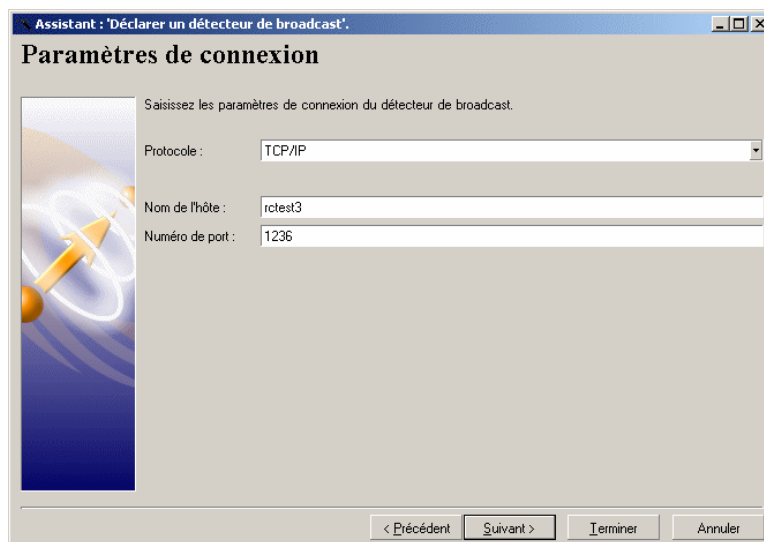 Assistant : 'Déclarer un détecteur de broadcast'.
Paramètres de connexion
Saisissez les paramètres de connexion du détecteur de broadcast.
Protocole : TCP/IP
Nom de l'hôte : rctest3
Numéro de port : 1236
< Précédent Suivant > Terminer Annuler